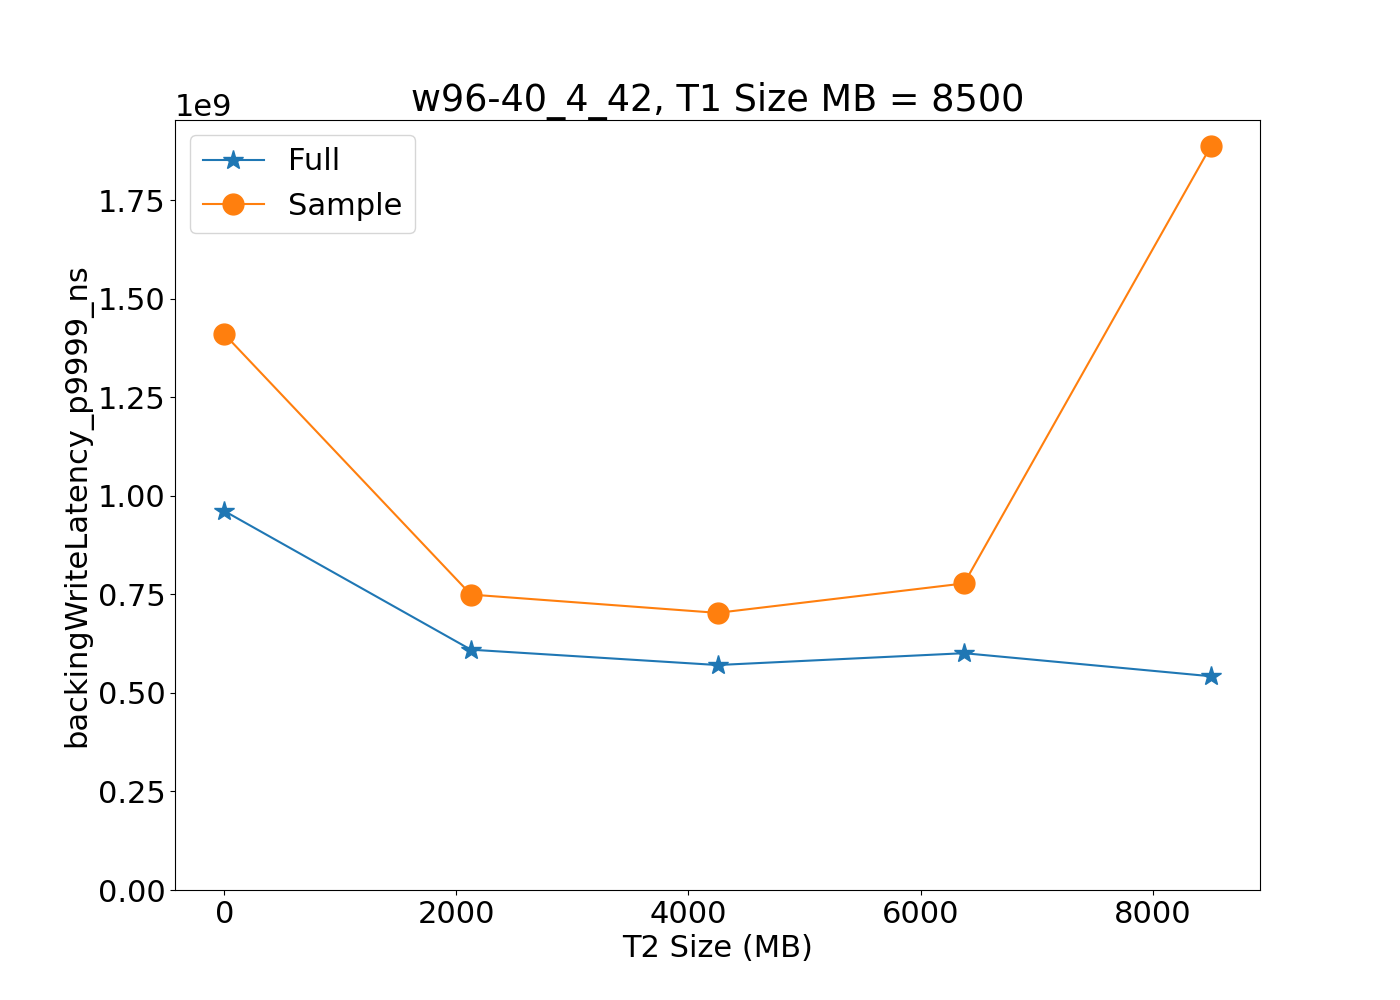 w96-40_4_42, T1 Size MB = 8500
1e9
Full
Sample
1.75
1.50
1.25
1.00
0.75
0.50
0.25
0.00
backingWriteLatency_p9999_ns
0 2000 4000 6000 8000
T2 Size (MB)